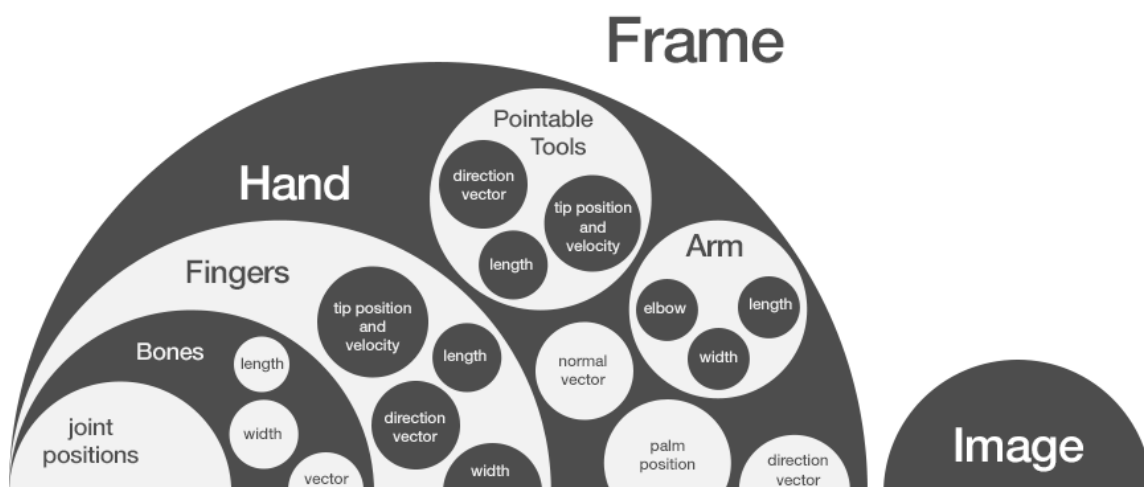 Frame
Hand
Pointable
Tools
direction
vector
tip position
and
velocity
length
Arm
elbow
length
width
Fingers
tip position
and
velocity
length
direction
vector
width
Bones
length
width
vector
joint
positions
normal
vector
palm
position
direction
vector
Image